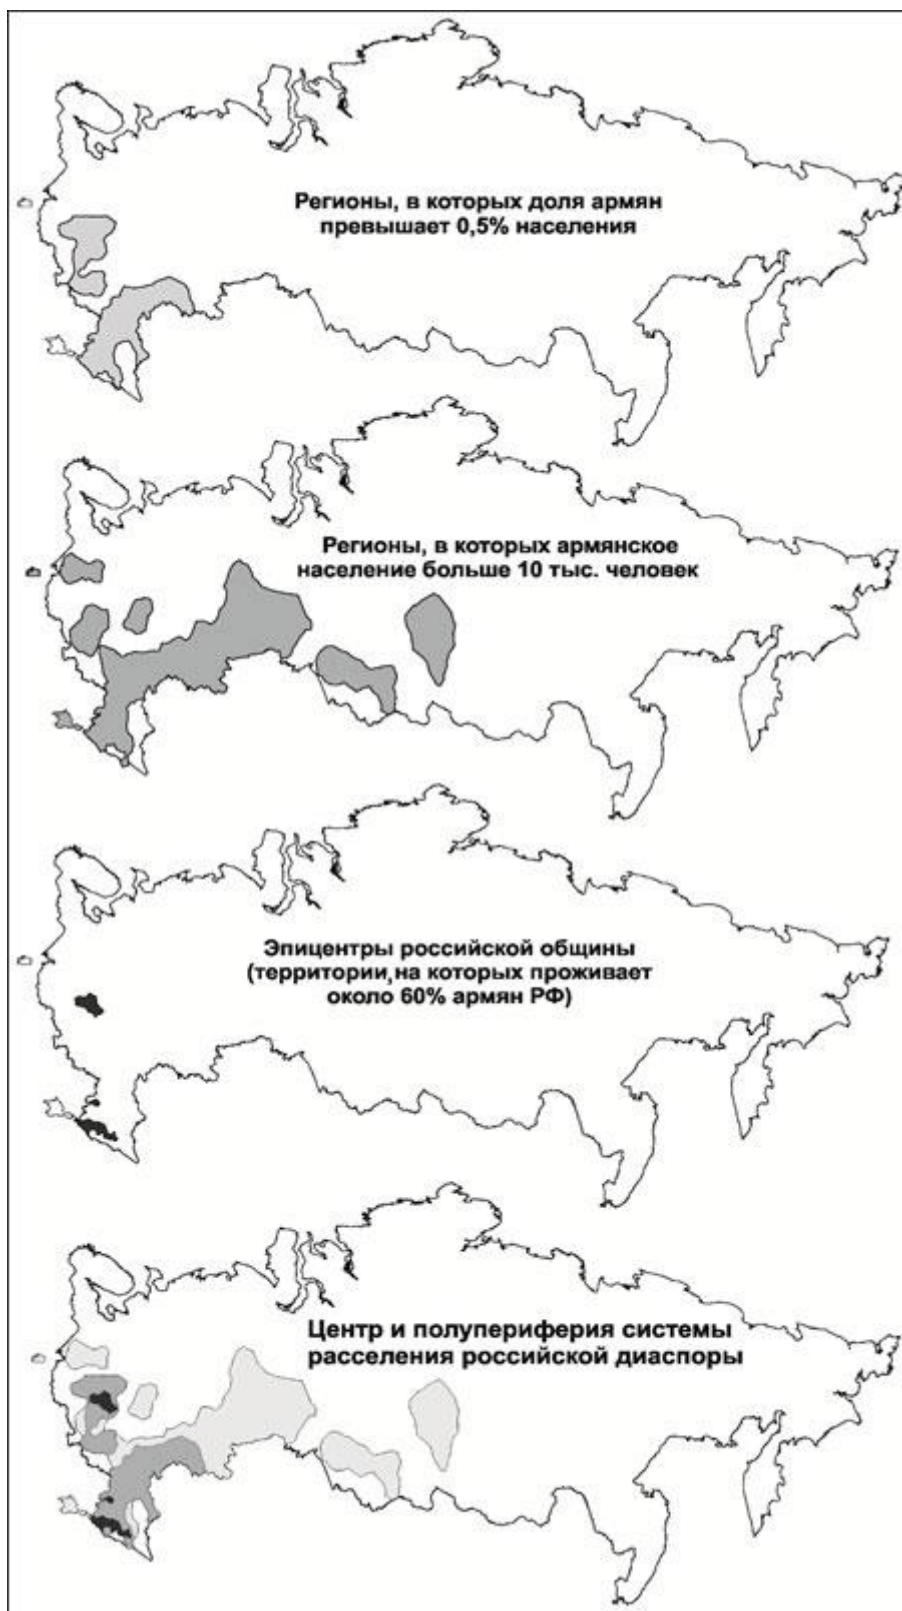 Регионы, в которых доля армян
превышает 0,5% населения
Регионы, в которых армянское
население больше 10 тыс. человек
Эпицентры российской общины
(территории, на которых проживает
около 60% армян РФ)
Центр и полупериферия системы
расселения российской диаспоры